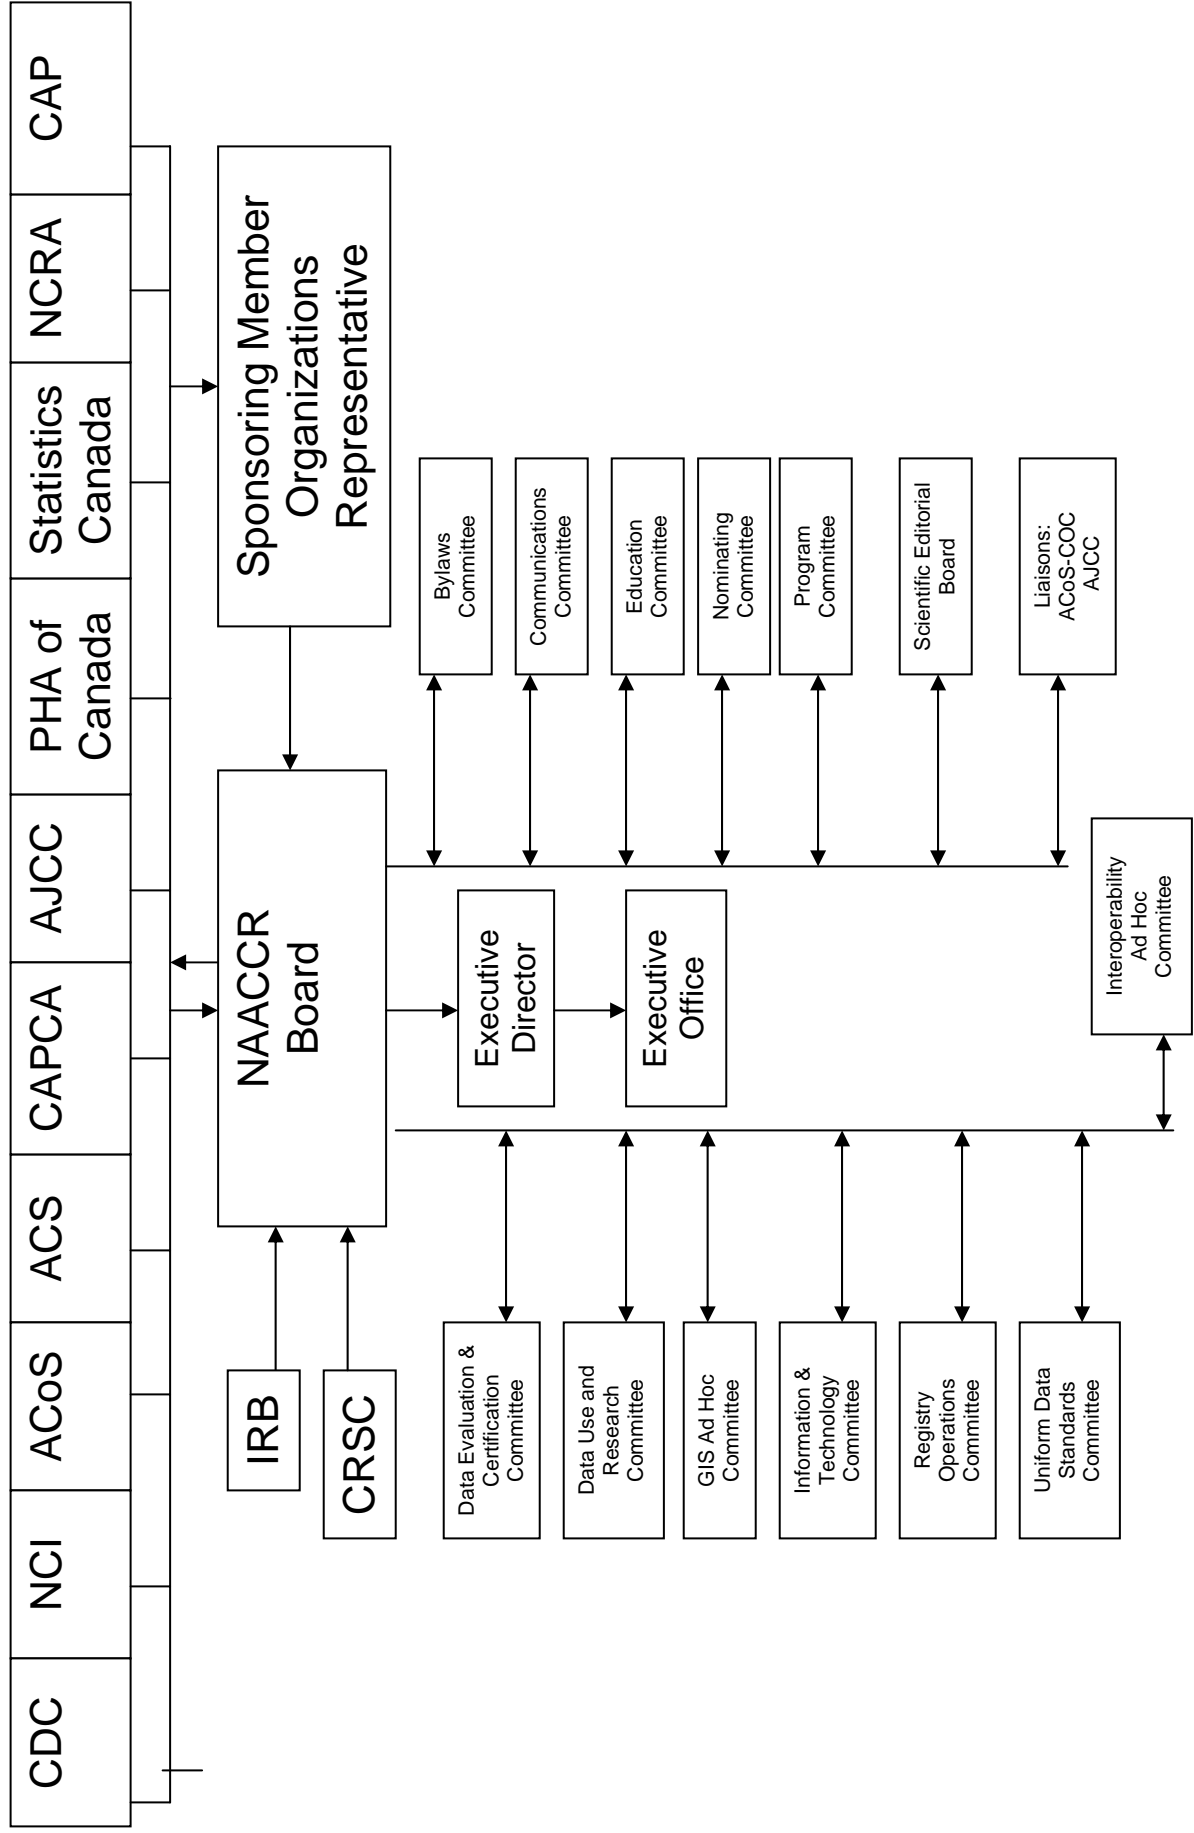 CDC
NCI
ACoS
ACS
CAPCA
AJCC
PHA of
Canada
Statistics
Canada
NCRA
CAP
IRB
CRSC
NAACCR
Board
Sponsoring Member
Organizations
Representative
Executive
Director
Executive
Office
Data Evaluation &
Certification
Committee
Data Use and
Research
Committee
GIS Ad Hoc
Committee
Information &
Technology
Committee
Registry
Operations
Committee
Uniform Data
Standards
Committee
Interoperability
Ad Hoc
Committee
Bylaws
Committee
Communications
Committee
Education
Committee
Nominating
Committee
Program
Committee
Scientific Editorial
Board
Liaisons:
ACoS-COC
AJCC